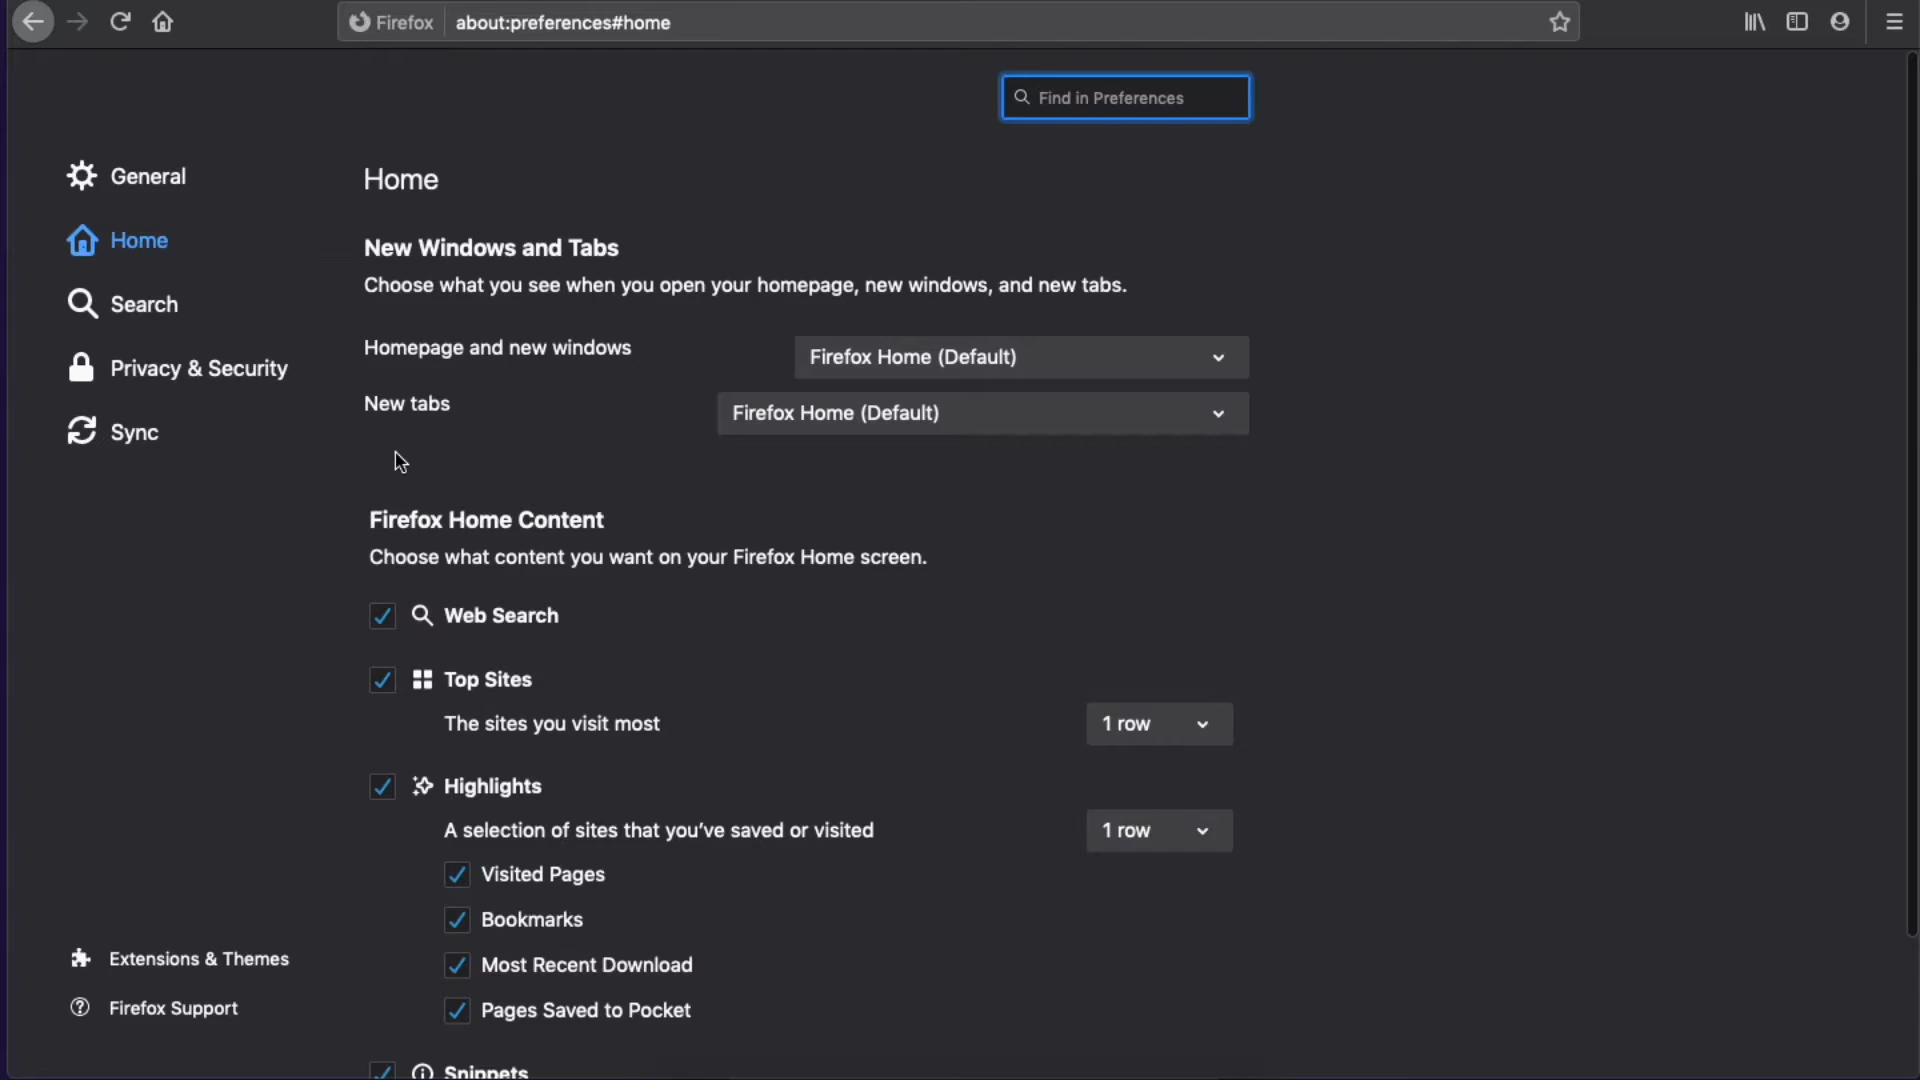 Firefox
about:preferences#home
Find in Preferences
General
Home
Search
Privacy & Security
Sync
Extensions & Themes
Firefox Support
Home
New Windows and Tabs
Choose what you see when you open your homepage, new windows, and new tabs.
Homepage and new windows
Firefox Home (Default)
New tabs
Firefox Home (Default)
Firefox Home Content
Choose what content you want on your Firefox Home screen.
Web Search
Top Sites
The sites you visit most
1 row
Highlights
A selection of sites that you've saved or visited
1 row
Visited Pages
Bookmarks
Most Recent Download
Pages Saved to Pocket
Snippets